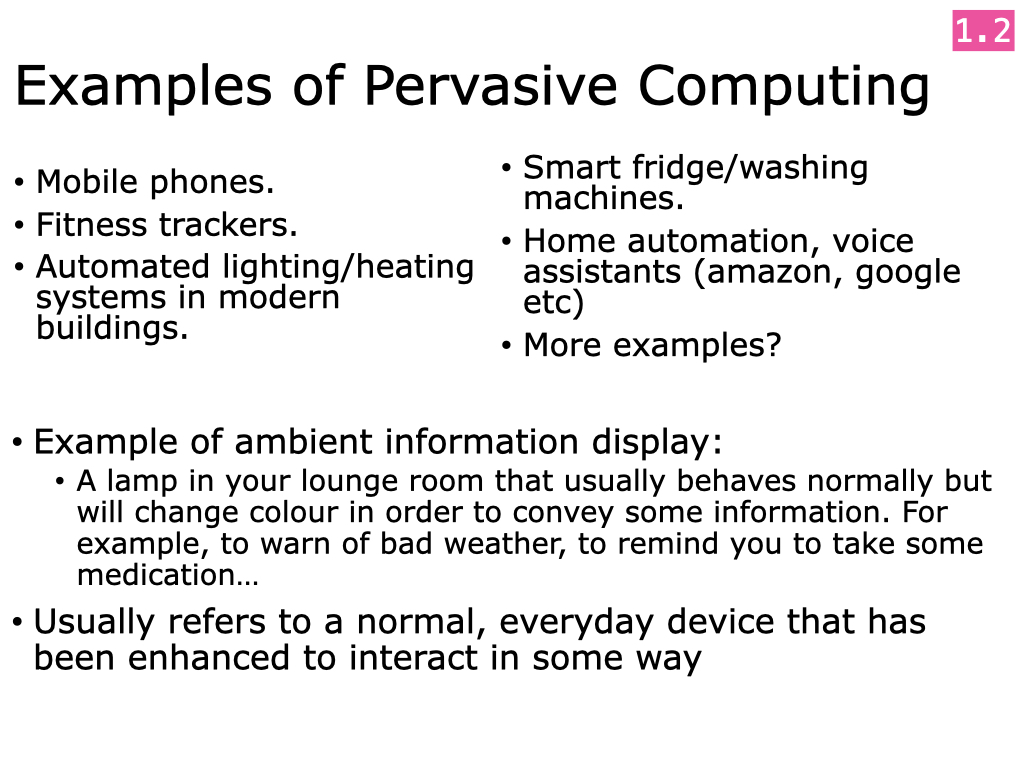 1.2
Examples of Pervasive Computing
• Mobile phones.
• Fitness trackers.
• Automated lighting/heating
systems in modern
buildings.
• Smart fridge/washing
machines.
• Home automation, voice
assistants (amazon, google
etc)
• More examples?
• Example of ambient information display:
• A lamp in your lounge room that usually behaves normally but
will change colour in order to convey some information. For
example, to warn of bad weather, to remind you to take some
medication…
• Usually refers to a normal, everyday device that has
been enhanced to interact in some way